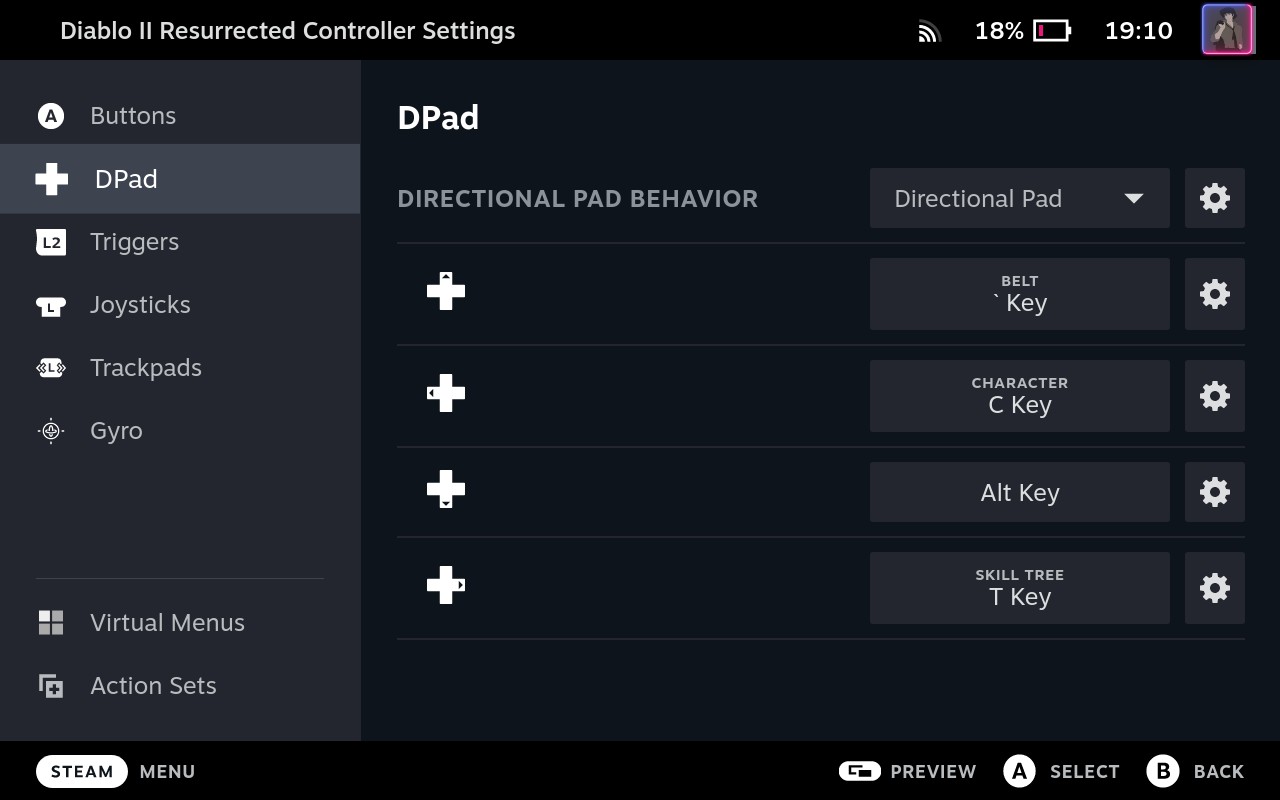 Diablo II Resurrected Controller Settings
18%
19:10
A Buttons
DPad
L2 Triggers
L Joysticks
L Trackpads
Gyro
Virtual Menus
Action Sets
DPad
DIRECTIONAL PAD BEHAVIOR
Directional Pad
BELT
` Key
CHARACTER
C Key
Alt Key
SKILL TREE
T Key
STEAM MENU
PREVIEW
A SELECT
B BACK